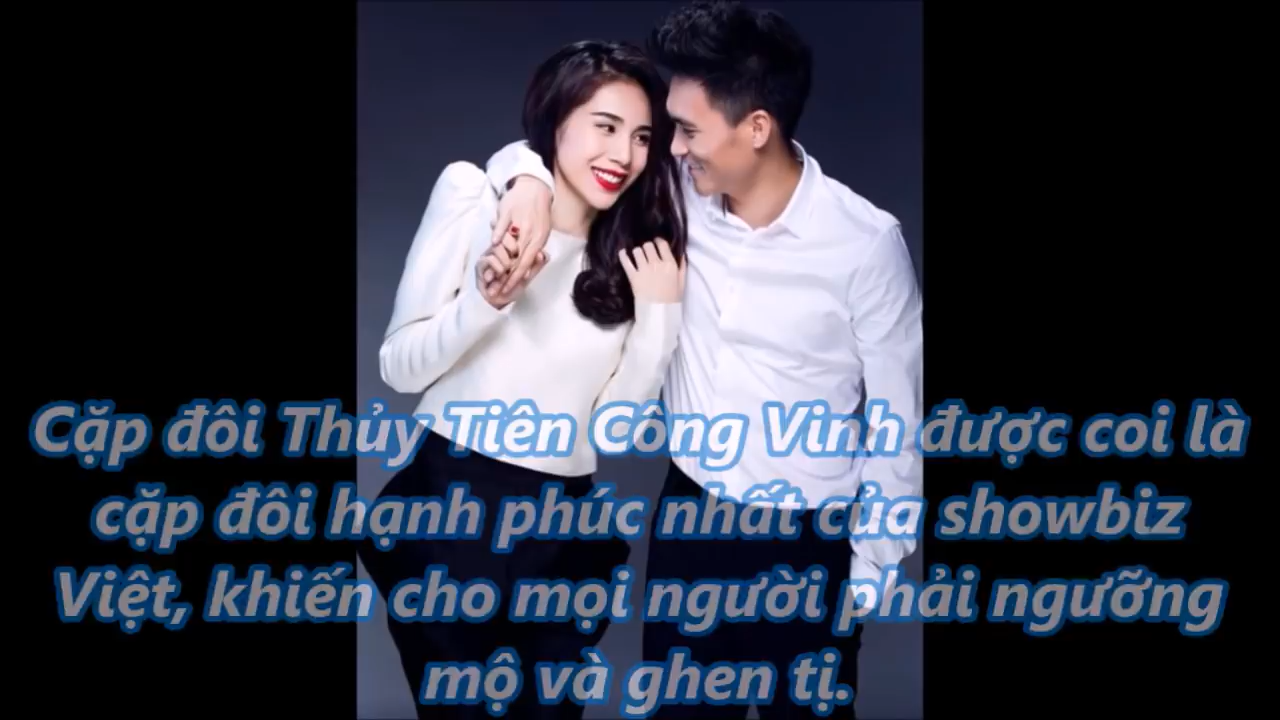 Cặp đôi Thủy Tiên Công Vinh được coi là
cặp đôi hạnh phúc nhất của showbiz
Việt, khiến cho mọi người phải ngưỡng
mộ và ghen tị.